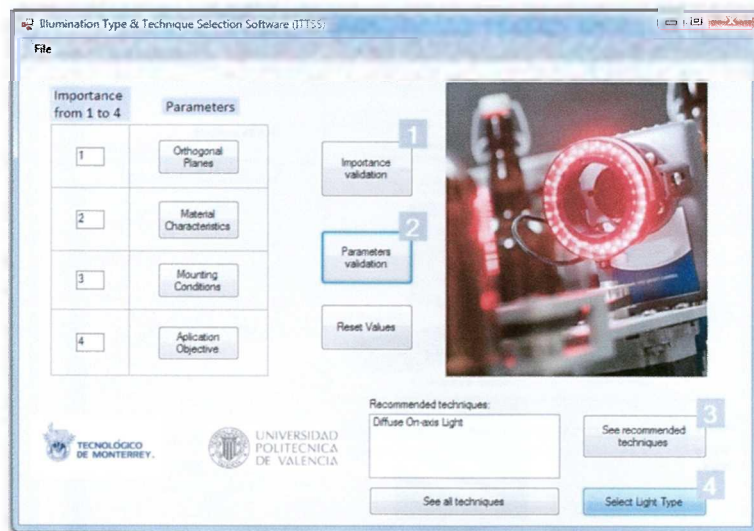 Illumination Type & Technique Selection Software (ITTSS)
File
Importance
from 1 to 4
Parameters
1
Orthogonal
Planes
2
Material
Characteristics
3
Mounting
Conditions
4
Aplication
Objective
1
Importance
validation
2
Parameters
validation
Reset Values
Recommended techniques:
Diffuse On-axis Light
3
See recommended
techniques
See all techniques
4
Select Light Type
TECNOLÓGICO
DE MONTERREY.
UNIVERSIDAD
POLITECNICA
DE VALENCIA